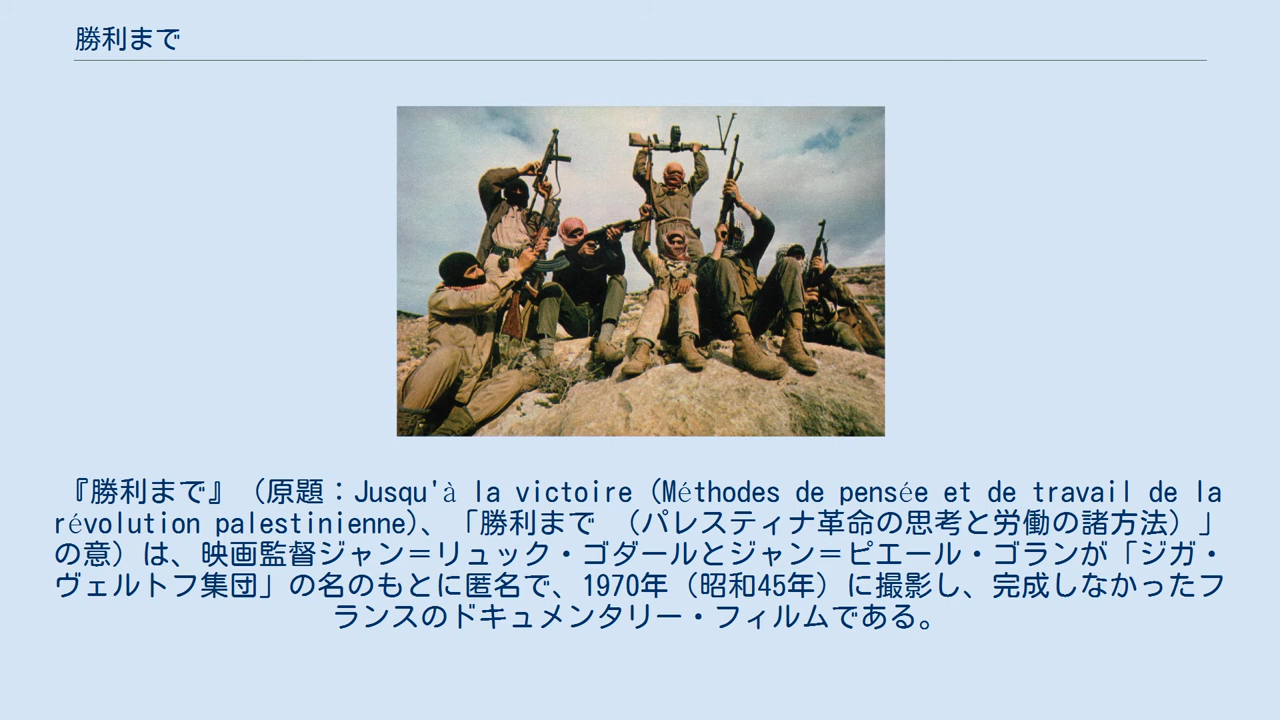 勝利まで
『勝利まで』（原題：Jusqu'à la victoire（Méthodes de pensée et de travail de la
révolution palestinienne）、「勝利まで （パレスティナ革命の思考と労働の諸方法）」
の意）は、映画監督ジャン＝リュック・ゴダールとジャン＝ピエール・ゴランが「ジガ・
ヴェルトフ集団」の名のもとに匿名で、1970年（昭和45年）に撮影し、完成しなかったフ
ランスのドキュメンタリー・フィルムである。